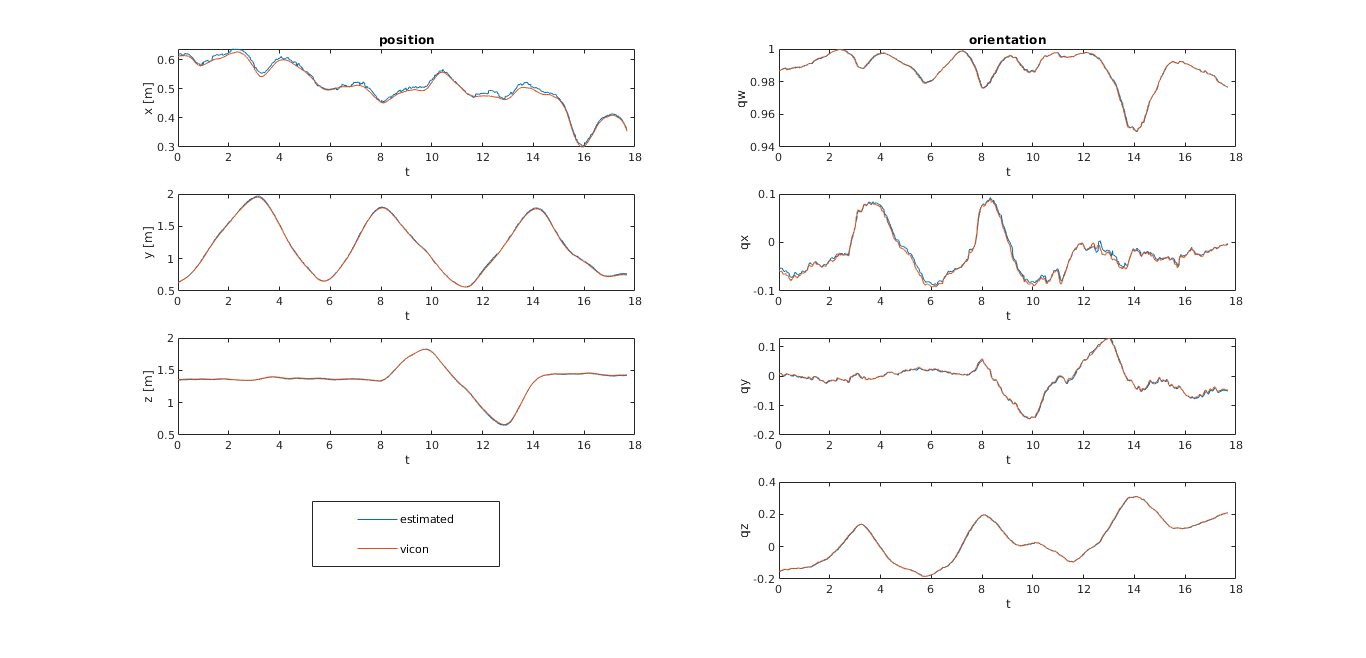 position
0.6
0.5
0.4
0.3
x [m]
0 2 4 6 8 10 12 14 16 18
t
2
1.5
1
0.5
y [m]
0 2 4 6 8 10 12 14 16 18
t
2
1.5
1
0.5
z [m]
0 2 4 6 8 10 12 14 16 18
t
estimated
vicon
orientation
1
0.98
0.96
0.94
qw
0 2 4 6 8 10 12 14 16 18
t
0.1
0
-0.1
qx
0 2 4 6 8 10 12 14 16 18
t
0.1
0
-0.1
-0.2
qy
0 2 4 6 8 10 12 14 16 18
t
0.4
0.2
0
-0.2
qz
0 2 4 6 8 10 12 14 16 18
t